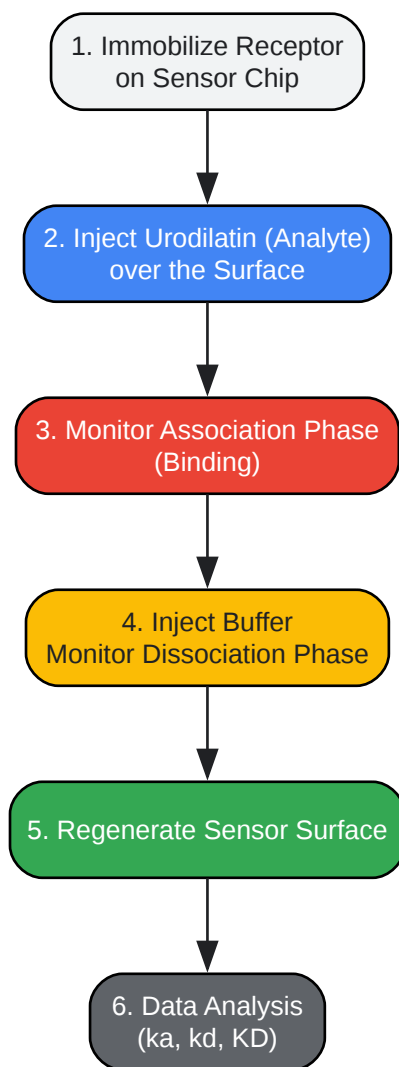 1. Immobilize Receptor
on Sensor Chip
2. Inject Urodilatin (Analyte)
over the Surface
3. Monitor Association Phase
(Binding)
4. Inject Buffer
Monitor Dissociation Phase
5. Regenerate Sensor Surface
6. Data Analysis
(ka, kd, KD)